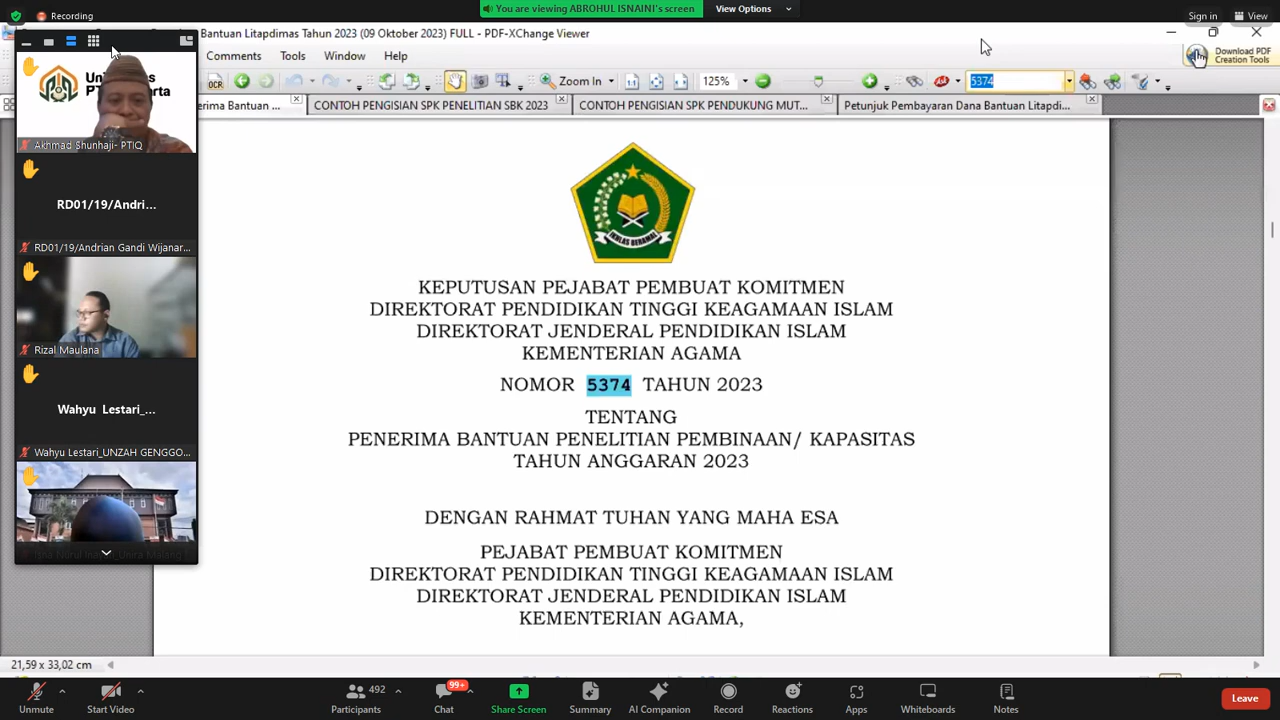 Recording
You are viewing ABROHUL ISNAINI's screen
View Options
Sign in
View
Bantuan Litapdimas Tahun 2023 (09 Oktober 2023) FULL - PDF-XChange Viewer
Comments
Tools
Window
Help
Download PDF
Creation Tools
OCR
Zoom In
125%
5374
erima Bantuan ...
CONTOH PENGISIAN SPK PENELITIAN SBK 2023
CONTOH PENGISIAN SPK PENDUKUNG MUT...
Petunjuk Pembayaran Dana Bantuan Litapdi...
Akhmad Shunhaji- PTIQ
RD01/19/Andri...
RD01/19/Andrian Gandi Wijanar...
Rizal Maulana
Wahyu Lestari_...
Wahyu Lestari_UNZAH GENGGO...
IKHLAS BERAMAL
KEPUTUSAN PEJABAT PEMBUAT KOMITMEN
DIREKTORAT PENDIDIKAN TINGGI KEAGAMAAN ISLAM
DIREKTORAT JENDERAL PENDIDIKAN ISLAM
KEMENTERIAN AGAMA
NOMOR 5374 TAHUN 2023
TENTANG
PENERIMA BANTUAN PENELITIAN PEMBINAAN/ KAPASITAS
TAHUN ANGGARAN 2023
DENGAN RAHMAT TUHAN YANG MAHA ESA
PEJABAT PEMBUAT KOMITMEN
DIREKTORAT PENDIDIKAN TINGGI KEAGAMAAN ISLAM
DIREKTORAT JENDERAL PENDIDIKAN ISLAM
KEMENTERIAN AGAMA,
21,59 x 33,02 cm
Unmute
Start Video
492
Participants
99+
Chat
Share Screen
Summary
AI Companion
Record
Reactions
Apps
Whiteboards
Notes
Leave